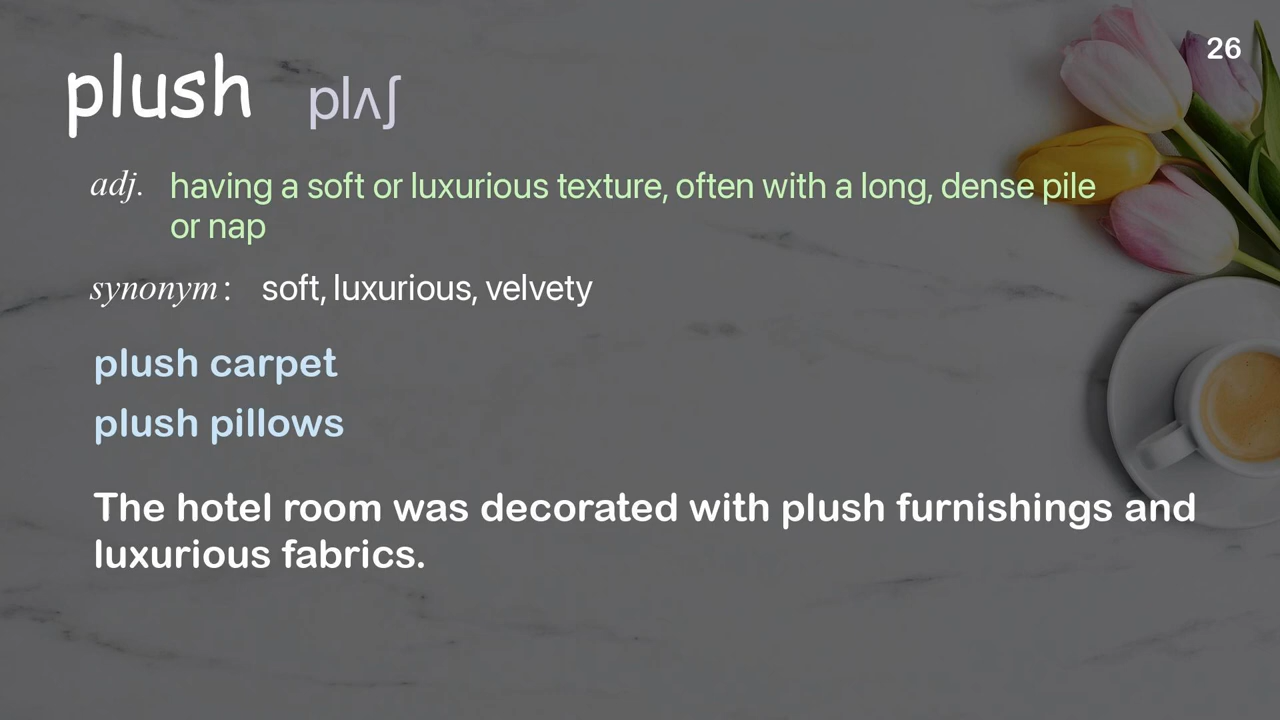 26
plush plʌʃ
adj. having a soft or luxurious texture, often with a long, dense pile
or nap
synonym : soft, luxurious, velvety
plush carpet
plush pillows
The hotel room was decorated with plush furnishings and
luxurious fabrics.